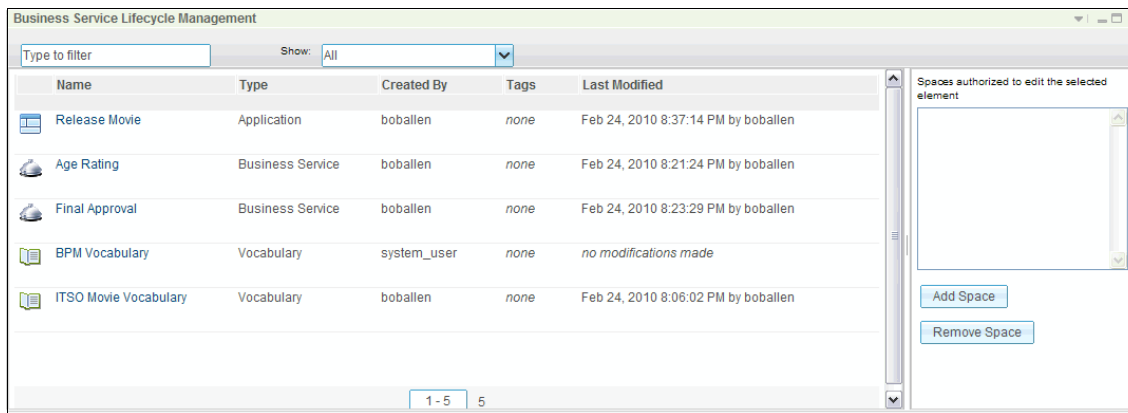 Business Service Lifecycle Management
Type to filter Show: All
Name Type Created By Tags Last Modified
Release Movie Application boballen none Feb 24, 2010 8:37:14 PM by boballen
Age Rating Business Service boballen none Feb 24, 2010 8:21:24 PM by boballen
Final Approval Business Service boballen none Feb 24, 2010 8:23:29 PM by boballen
BPM Vocabulary Vocabulary system_user none no modifications made
ITSO Movie Vocabulary Vocabulary boballen none Feb 24, 2010 8:06:02 PM by boballen
1 - 5 5
Spaces authorized to edit the selected
element
Add Space
Remove Space